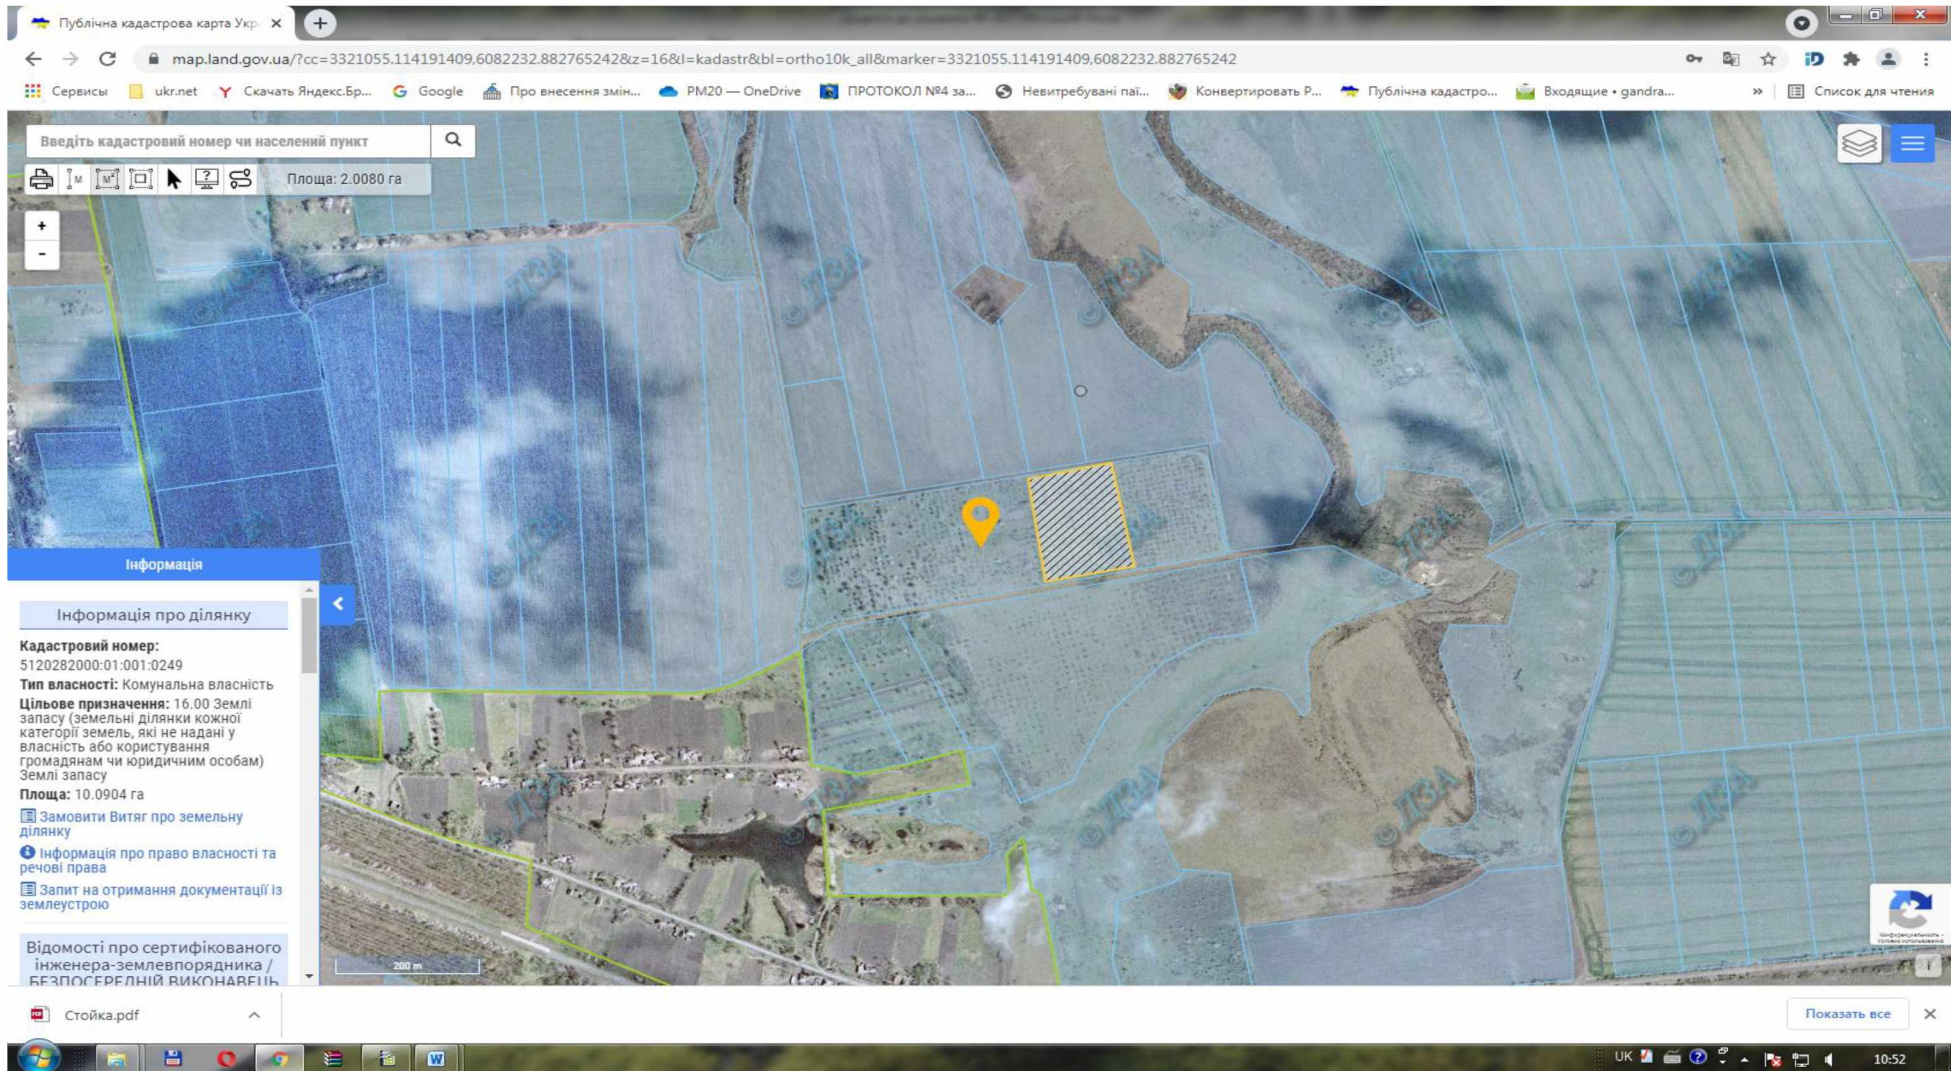 Публічна кадастрова карта Укр
map.land.gov.ua/?cc=3321055.114191409,6082232.882765242&z=16&l=kadastr&bl=ortho10k_all&marker=3321055.114191409,6082232.882765242
Сервисы ukr.net Скачать Яндекс.Бр... Google Про внесення змін... PM20 — OneDrive ПРОТОКОЛ №4 за... Невитребувані паї... Конвертировать P... Публічна кадастро... Входящие • gandra... » Список для чтения
Введіть кадастровий номер чи населений пункт
Площа: 2.0080 га
+
-
© ДЗА
Інформація
Інформація про ділянку
Кадастровий номер:
5120282000:01:001:0249
Тип власності: Комунальна власність
Цільове призначення: 16.00 Землі
запасу (земельні ділянки кожної
категорії земель, які не надані у
власність або користування
громадянам чи юридичним особам)
Землі запасу
Площа: 10.0904 га
Замовити Витяг про земельну
ділянку
Інформація про право власності та
речові права
Запит на отримання документації із
землеустрою
Відомості про сертифікованого
інженера-землевпорядника /
БЕЗПОСЕРЕДНІЙ ВИКОНАВЕЦЬ
200 m
Стойка.pdf
Показать все
UK
10:52